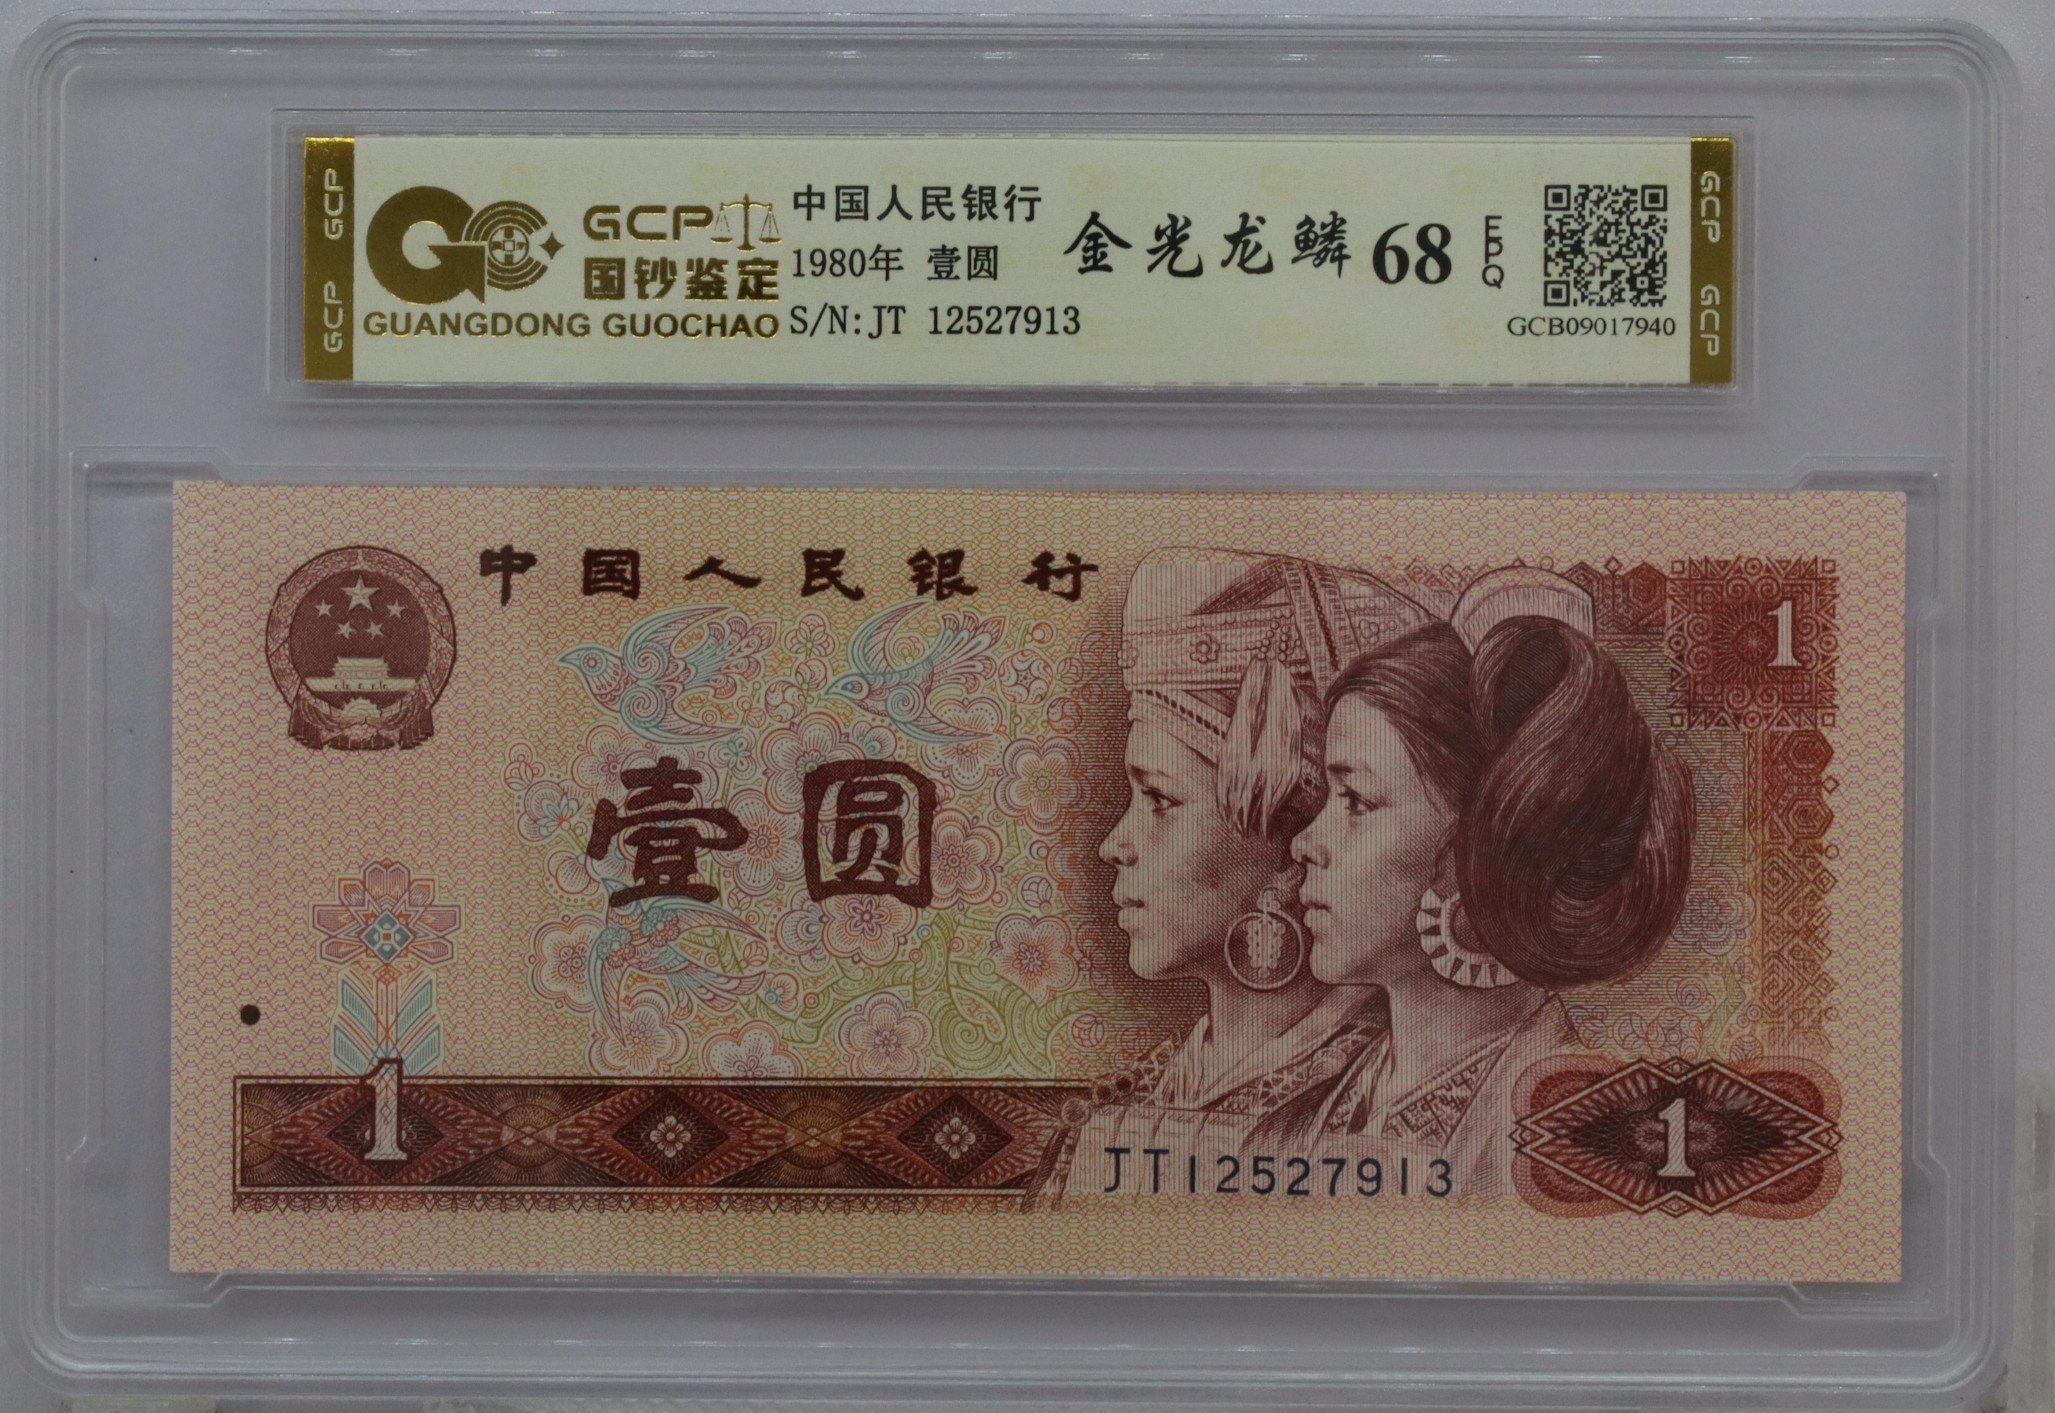 GCP GCP
GCP
国钞鉴定
GUANGDONG GUOCHAO
中国人民银行
1980年 壹圆
S/N:JT 12527913
金光龙鳞 68 EPQ
GCB09017940
GCP GCP
中国人民银行
1
壹圆
1
JT12527913
1